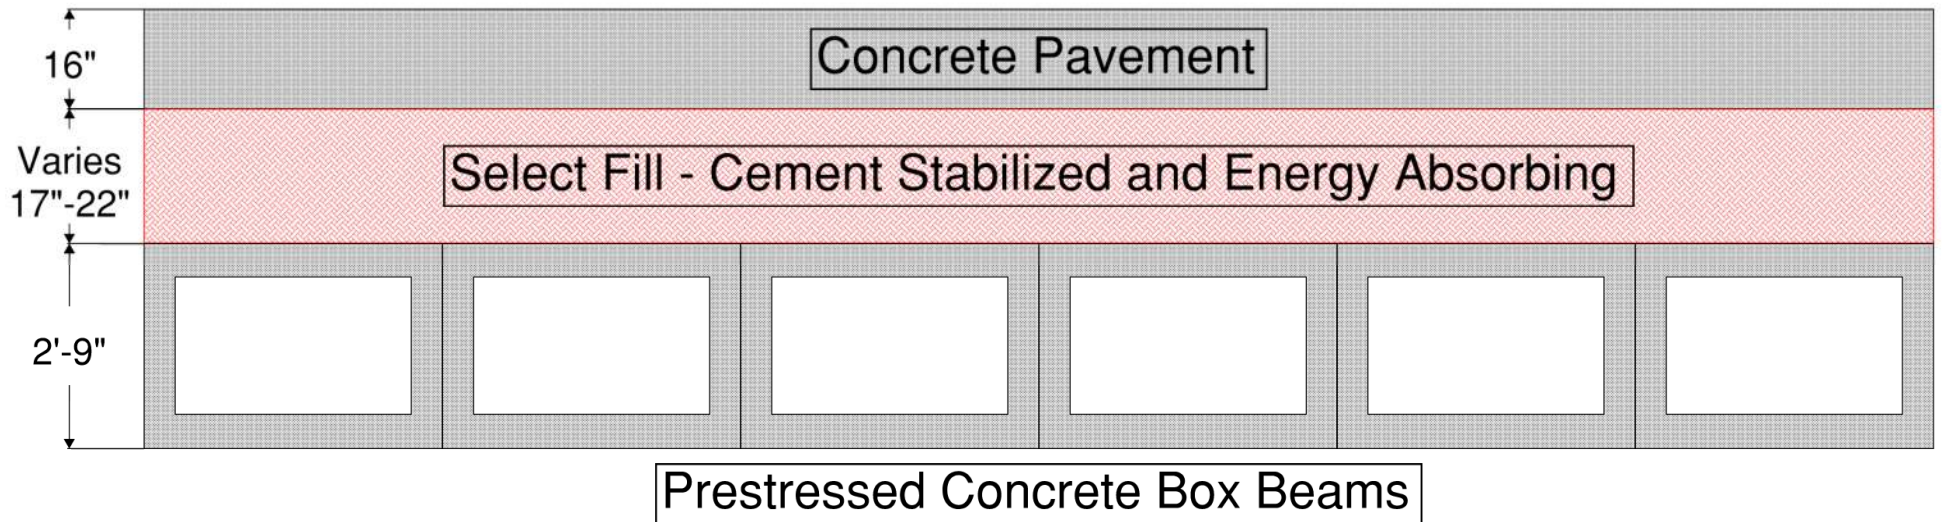 Concrete Pavement
16"
Varies
17"-22"
Select Fill - Cement Stabilized and Energy Absorbing
2'-9"
Prestressed Concrete Box Beams